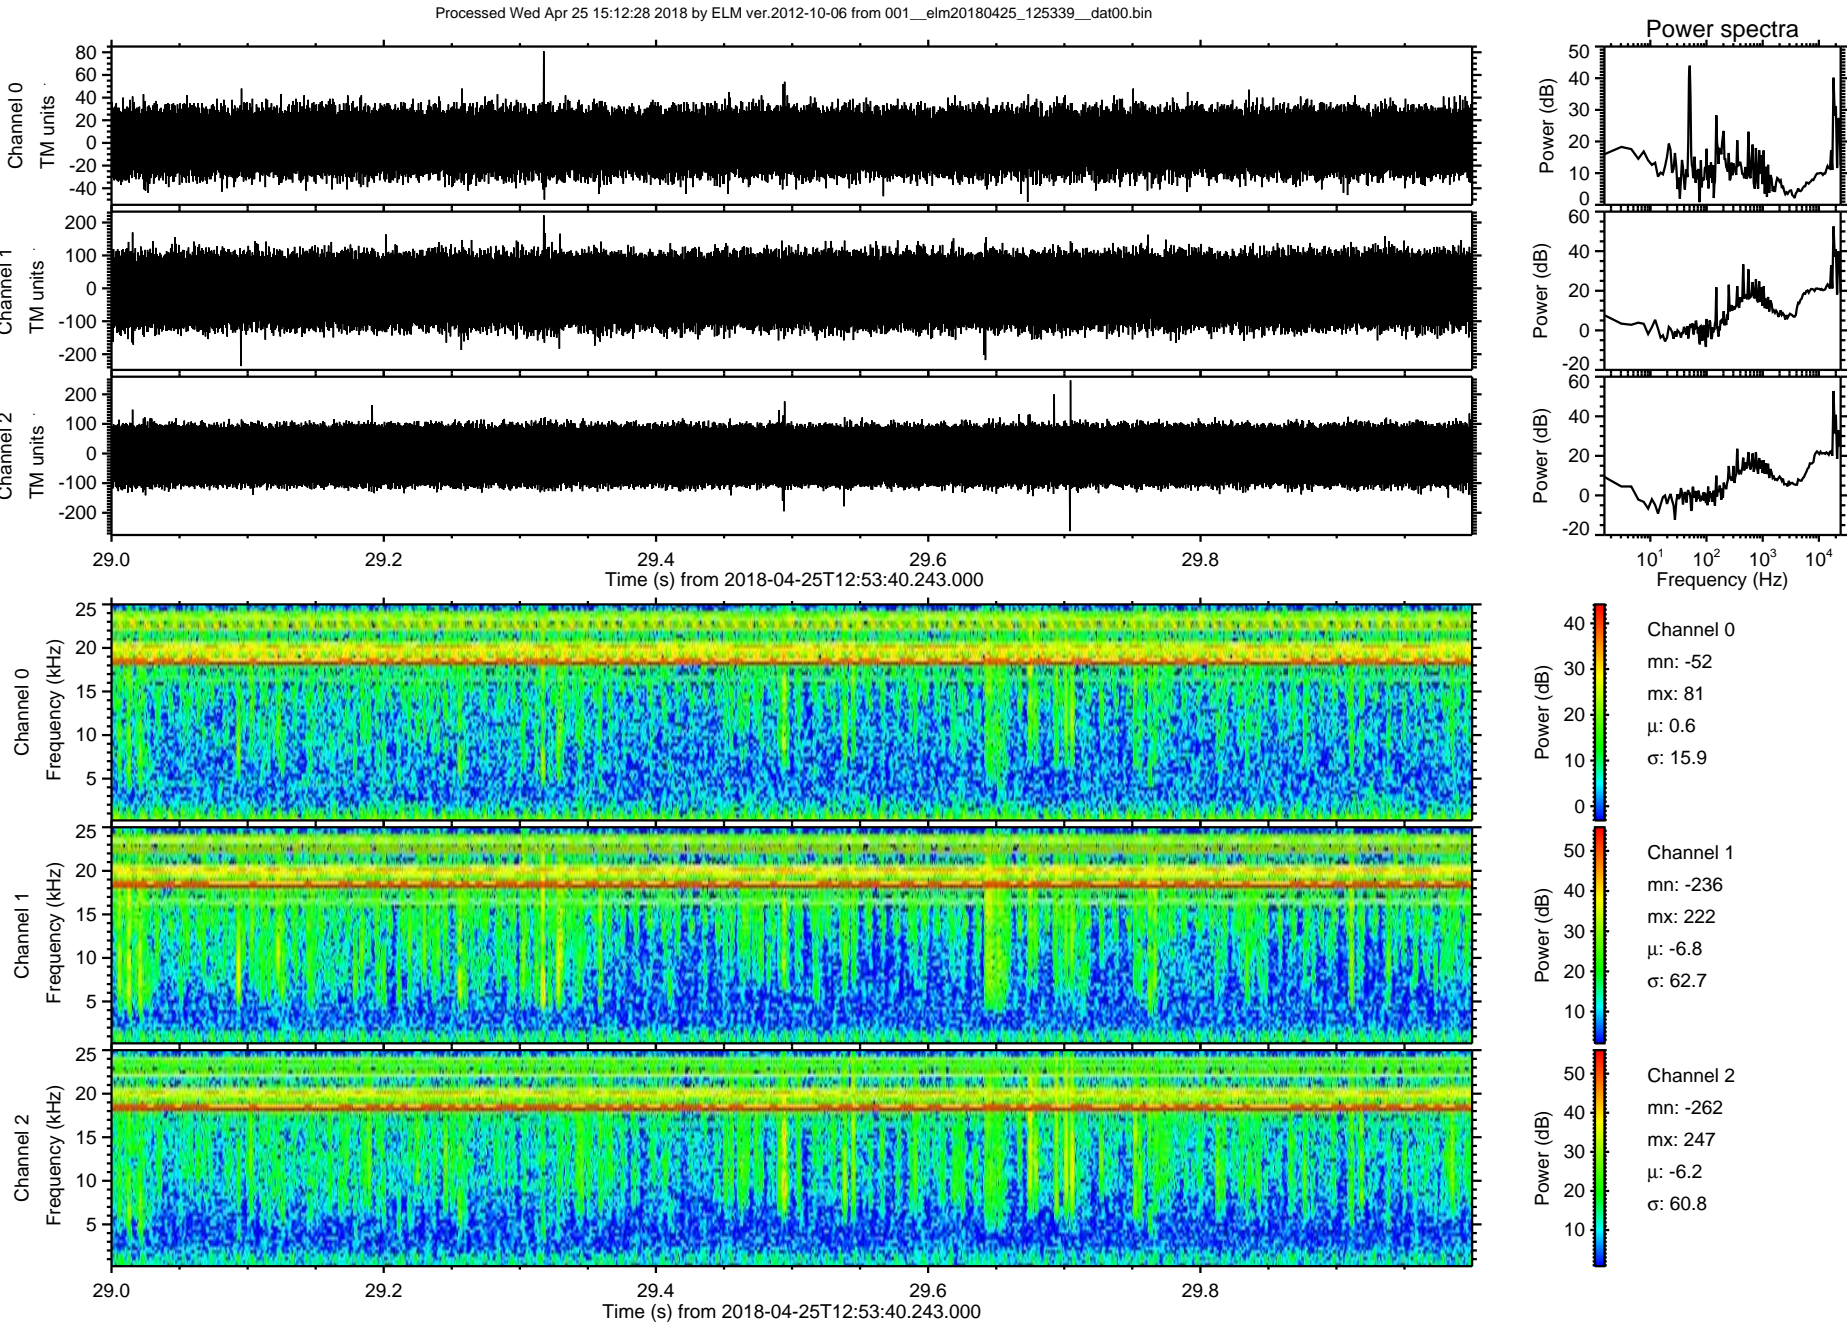 Processed Wed Apr 25 15:12:28 2018 by ELM ver.2012-10-06 from 001__elm20180425_125339__dat00.bin
Power spectra
Channel 0
TM units
80
60
40
20
0
-20
-40
Power (dB)
50
40
30
20
10
0
Channel 1
TM units
200
100
0
-100
-200
Power (dB)
60
40
20
0
-20
Channel 2
TM units
200
100
0
-100
-200
Power (dB)
60
40
20
0
-20
29.0 29.2 29.4 29.6 29.8
Time (s) from 2018-04-25T12:53:40.243.000
10¹ 10² 10³ 10⁴
Frequency (Hz)
Channel 0
Frequency (kHz)
25
20
15
10
5
Power (dB)
40
30
20
10
0
Channel 0
mn: -52
mx: 81
μ: 0.6
σ: 15.9
Channel 1
Frequency (kHz)
25
20
15
10
5
Power (dB)
50
40
30
20
10
Channel 1
mn: -236
mx: 222
μ: -6.8
σ: 62.7
Channel 2
Frequency (kHz)
25
20
15
10
5
Power (dB)
50
40
30
20
10
Channel 2
mn: -262
mx: 247
μ: -6.2
σ: 60.8
29.0 29.2 29.4 29.6 29.8
Time (s) from 2018-04-25T12:53:40.243.000